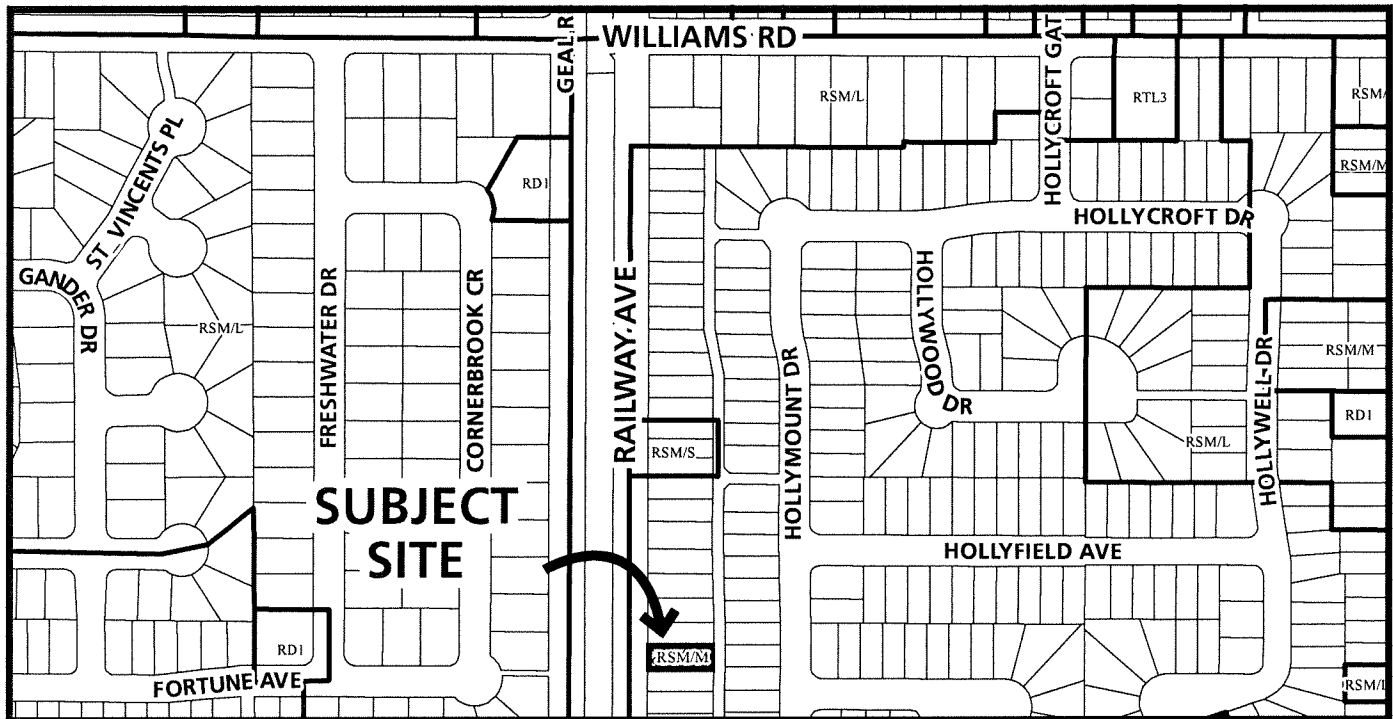 WILLIAMS RD
GEAL R
HOLLYCROFT GAT
RSM/L
RTL3
RSM/
RSM/M
ST VINCENTS PL
RD1
HOLLYCROFT DR
GANDER DR
RSM/L
FRESHWATER DR
CORNERBROOK CR
RAILWAY AVE
HOLLYMOUNT DR
HOLLYWOOD DR
HOLLYWELL DR
RSM/M
RD1
RSM/S
RSM/L
SUBJECT
SITE
HOLLYFIELD AVE
RD1
RSM/M
FORTUNE AVE
RSM/L